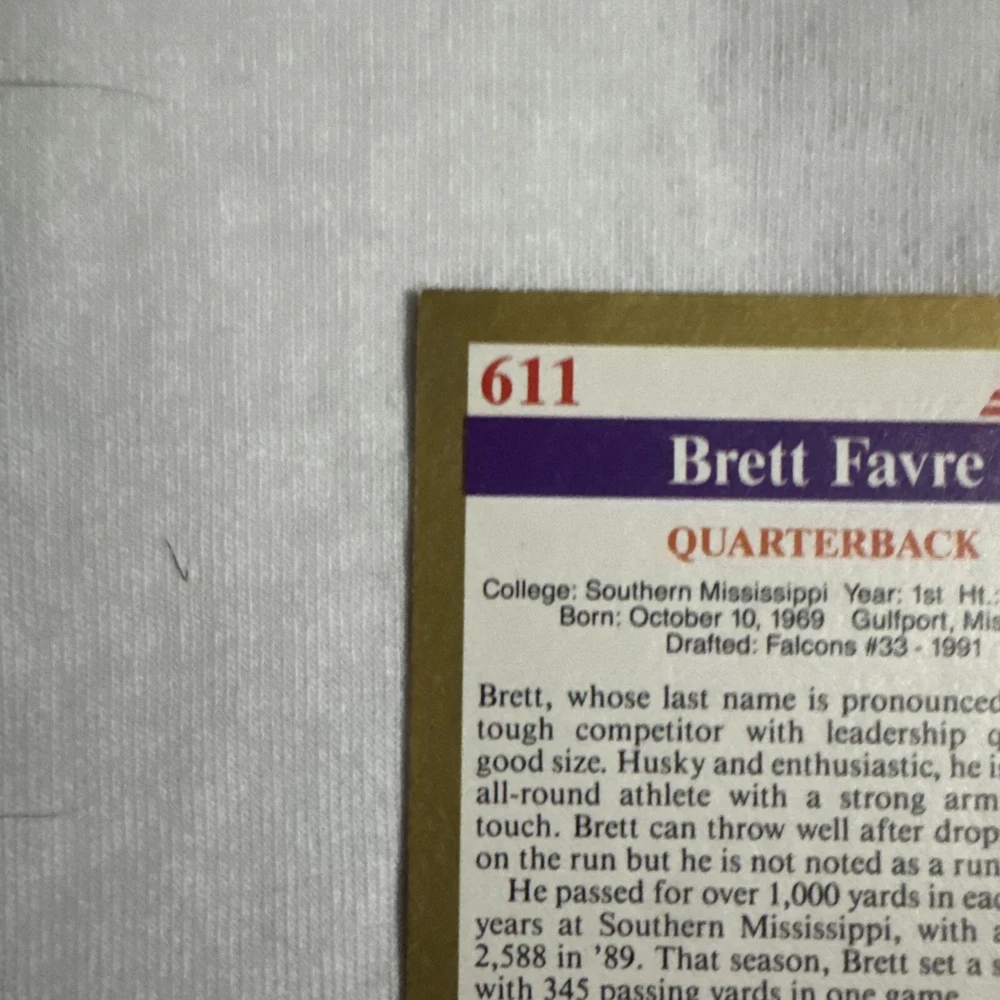 611
Brett Favre
QUARTERBACK
College: Southern Mississippi Year: 1st Ht.:
Born: October 10, 1969 Gulfport, Mis
Drafted: Falcons #33 - 1991
Brett, whose last name is pronounced
tough competitor with leadership q
good size. Husky and enthusiastic, he is
all-round athlete with a strong arm
touch. Brett can throw well after drop
on the run but he is not noted as a run
He passed for over 1,000 yards in eac
years at Southern Mississippi, with a
2,588 in '89. That season, Brett set a s
with 345 passing yards in one game